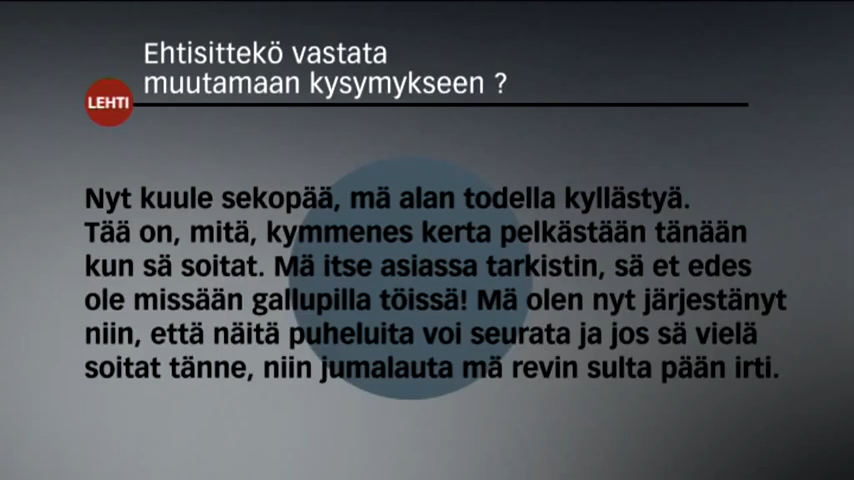 Ehtisittekö vastata
muutamaan kysymykseen ?
LEHTI
Nyt kuule sekopää, mä alan todella kyllästyä.
Tää on, mitä, kymmenes kerta pelkästään tänään
kun sä soitat. Mä itse asiassa tarkistin, sä et edes
ole missään gallupilla töissä! Mä olen nyt järjestänyt
niin, että näitä puheluita voi seurata ja jos sä vielä
soitat tänne, niin jumalauta mä revin sulta pään irti.